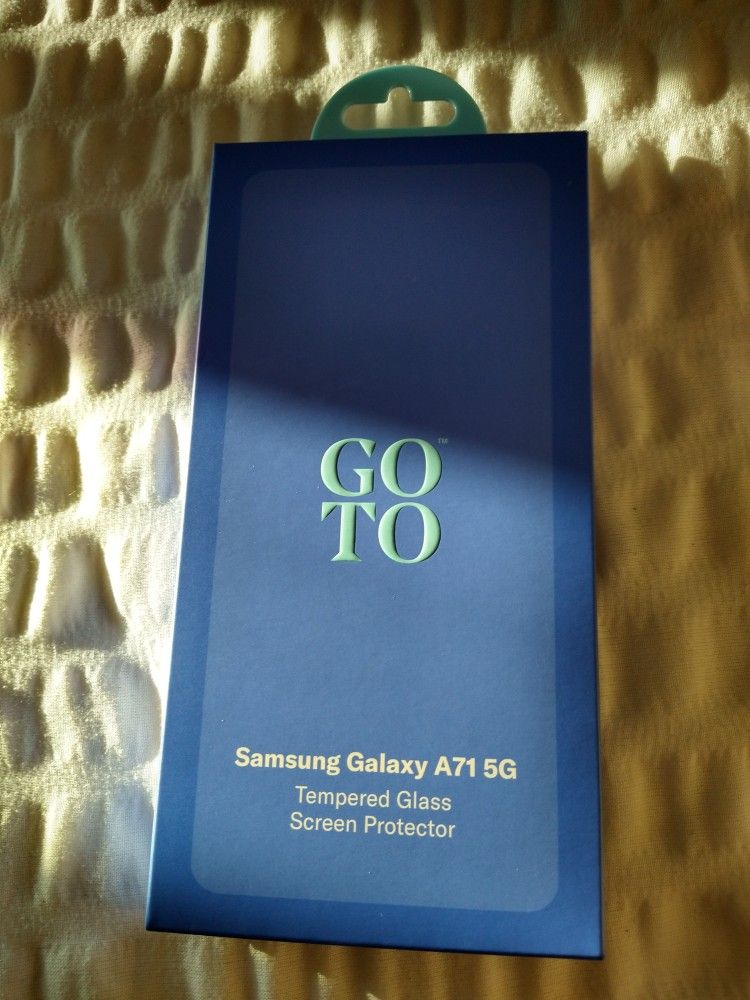 GO™
TO
Samsung Galaxy A71 5G
Tempered Glass
Screen Protector